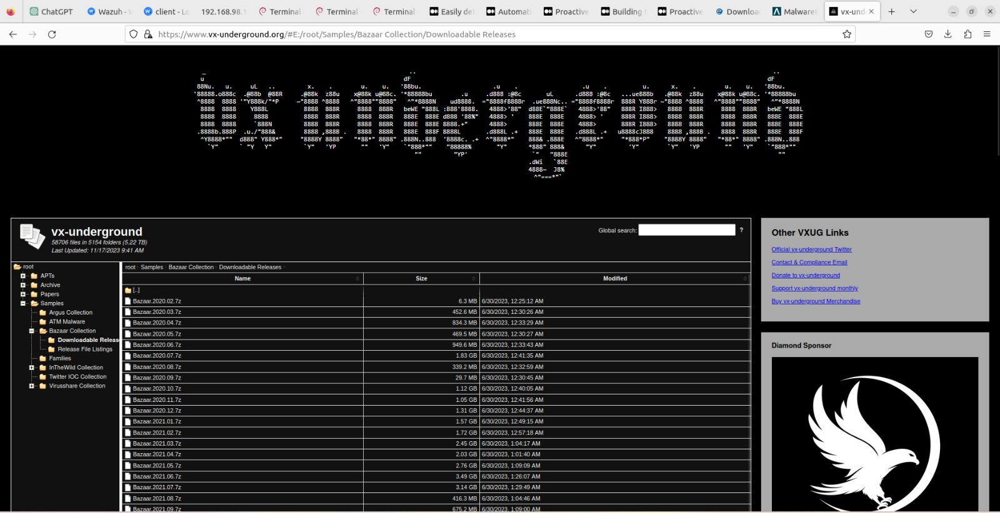 ChatGPT
Wazuh - W
client - Lo
192.168.98.1
Terminal
Terminal
Terminal
Easily de
Automat
Proactive
Building
Proactive
Downloa
Malware
vx-und
https://www.vx-underground.org/#E:/root/Samples/Bazaar Collection/Downloadable Releases
vx-underground
58706 files in 5154 folders (5.22 TB)
Last Updated: 11/17/2023 9:41 AM
Global search:
?
root
APTs
Archive
Papers
Samples
Argus Collection
ATM Malware
Bazaar Collection
Downloadable Releas
Release File Listings
Families
InTheWild Collection
Twitter IOC Collection
Virusshare Collection
root Samples Bazaar Collection Downloadable Releases
Name Size Modified
[..]
Bazaar.2020.02.7z 6.3 MB 6/30/2023, 12:25:12 AM
Bazaar.2020.03.7z 452.6 MB 6/30/2023, 12:30:26 AM
Bazaar.2020.04.7z 834.3 MB 6/30/2023, 12:33:29 AM
Bazaar.2020.05.7z 469.5 MB 6/30/2023, 12:30:27 AM
Bazaar.2020.06.7z 949.6 MB 6/30/2023, 12:33:43 AM
Bazaar.2020.07.7z 1.83 GB 6/30/2023, 12:41:35 AM
Bazaar.2020.08.7z 339.2 MB 6/30/2023, 12:32:59 AM
Bazaar.2020.09.7z 29.7 MB 6/30/2023, 12:30:45 AM
Bazaar.2020.10.7z 1.12 GB 6/30/2023, 12:40:05 AM
Bazaar.2020.11.7z 1.05 GB 6/30/2023, 12:41:56 AM
Bazaar.2020.12.7z 1.31 GB 6/30/2023, 12:44:37 AM
Bazaar.2021.01.7z 1.57 GB 6/30/2023, 12:49:15 AM
Bazaar.2021.02.7z 1.72 GB 6/30/2023, 12:57:18 AM
Bazaar.2021.03.7z 2.45 GB 6/30/2023, 1:04:17 AM
Bazaar.2021.04.7z 2.03 GB 6/30/2023, 1:01:40 AM
Bazaar.2021.05.7z 2.76 GB 6/30/2023, 1:09:09 AM
Bazaar.2021.06.7z 3.49 GB 6/30/2023, 1:26:07 AM
Bazaar.2021.07.7z 3.14 GB 6/30/2023, 1:29:49 AM
Bazaar.2021.08.7z 416.3 MB 6/30/2023, 1:04:46 AM
Bazaar.2021.09.7z 675.2 MB 6/30/2023, 1:09:00 AM
Other VXUG Links
Official vx-underground Twitter
Contact & Compliance Email
Donate to vx-underground
Support vx-underground monthly
Buy vx-underground Merchandise
Diamond Sponsor